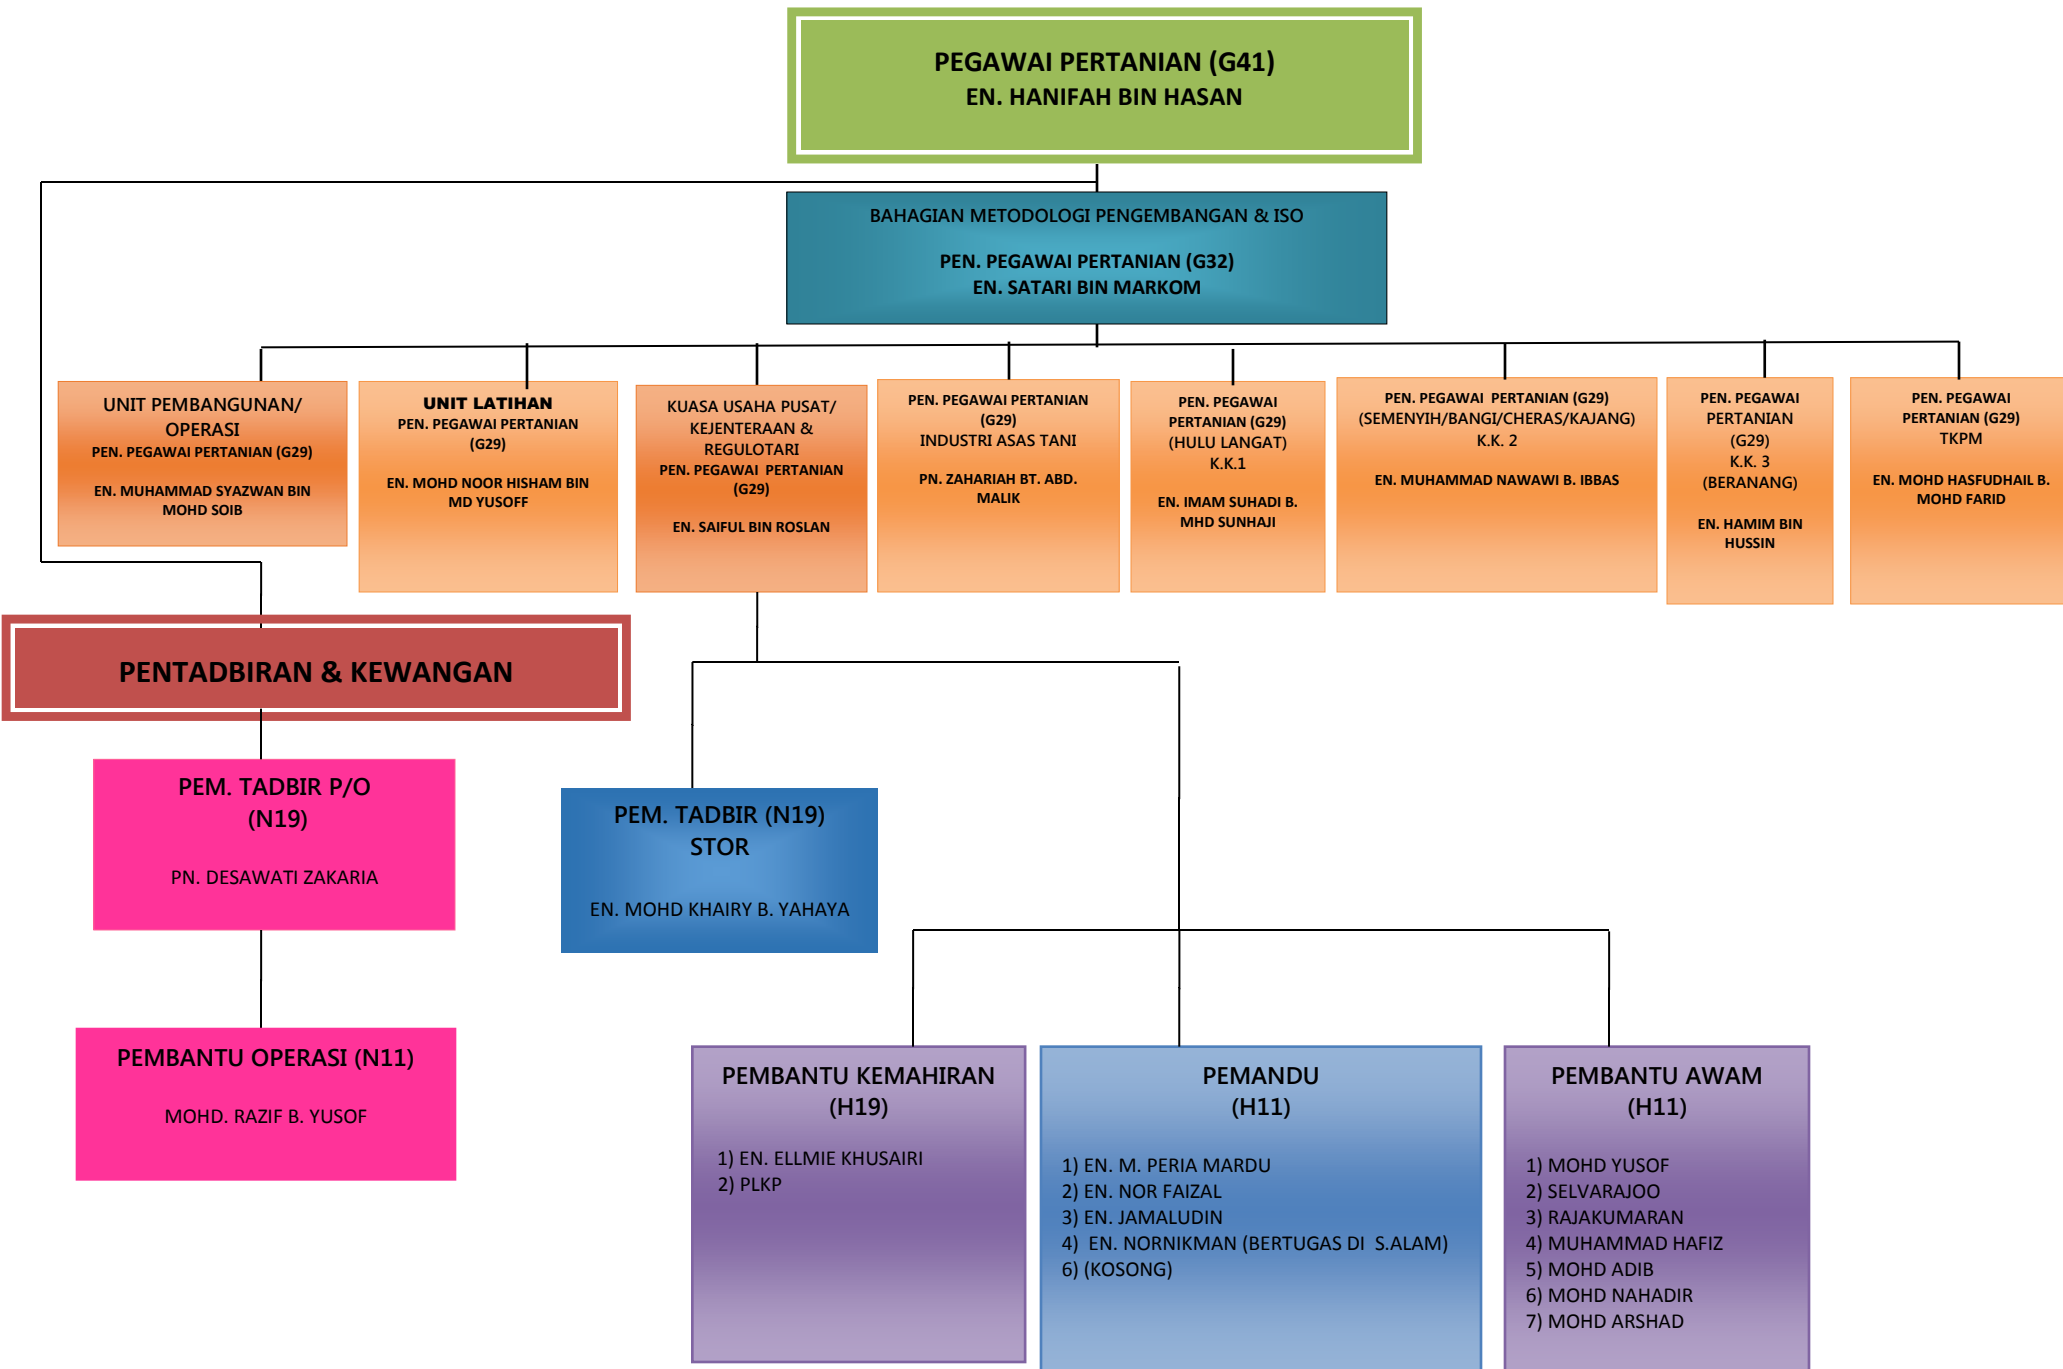 PEGAWAI PERTANIAN (G41)
EN. HANIFAH BIN HASAN
BAHAGIAN METODOLOGI PENGEMBANGAN & ISO
PEN. PEGAWAI PERTANIAN (G32)
EN. SATARI BIN MARKOM
UNIT PEMBANGUNAN/
OPERASI
PEN. PEGAWAI PERTANIAN (G29)
EN. MUHAMMAD SYAZWAN BIN
MOHD SOIB
UNIT LATIHAN
PEN. PEGAWAI PERTANIAN
(G29)
EN. MOHD NOOR HISHAM BIN
MD YUSOFF
KUASA USAHA PUSAT/
KEJENTERAAN &
REGULOTARI
PEN. PEGAWAI  PERTANIAN
(G29)
EN. SAIFUL BIN ROSLAN
PEN. PEGAWAI PERTANIAN
(G29)
INDUSTRI ASAS TANI
PN. ZAHARIAH BT. ABD.
MALIK
PEN. PEGAWAI
PERTANIAN (G29)
(HULU LANGAT)
K.K.1
EN. IMAM SUHADI B.
MHD SUNHAJI
PEN. PEGAWAI  PERTANIAN (G29)
(SEMENYIH/BANGI/CHERAS/KAJANG)
K.K. 2
EN. MUHAMMAD NAWAWI B. IBBAS
PEN. PEGAWAI
PERTANIAN
(G29)
K.K. 3
(BERANANG)
EN. HAMIM BIN
HUSSIN
PEN. PEGAWAI
PERTANIAN (G29)
TKPM
EN. MOHD HASFUDHAIL B.
MOHD FARID
PENTADBIRAN & KEWANGAN
PEM. TADBIR P/O
(N19)
PN. DESAWATI ZAKARIA
PEM. TADBIR (N19)
STOR
EN. MOHD KHAIRY B. YAHAYA
PEMBANTU OPERASI (N11)
MOHD. RAZIF B. YUSOF
PEMBANTU KEMAHIRAN
(H19)
1) EN. ELLMIE KHUSAIRI
2) PLKP
PEMANDU
(H11)
1) EN. M. PERIA MARDU
2) EN. NOR FAIZAL
3) EN. JAMALUDIN
4)  EN. NORNIKMAN (BERTUGAS DI  S.ALAM)
6) (KOSONG)
PEMBANTU AWAM
(H11)
1) MOHD YUSOF
2) SELVARAJOO
3) RAJAKUMARAN
4) MUHAMMAD HAFIZ
5) MOHD ADIB
6) MOHD NAHADIR
7) MOHD ARSHAD